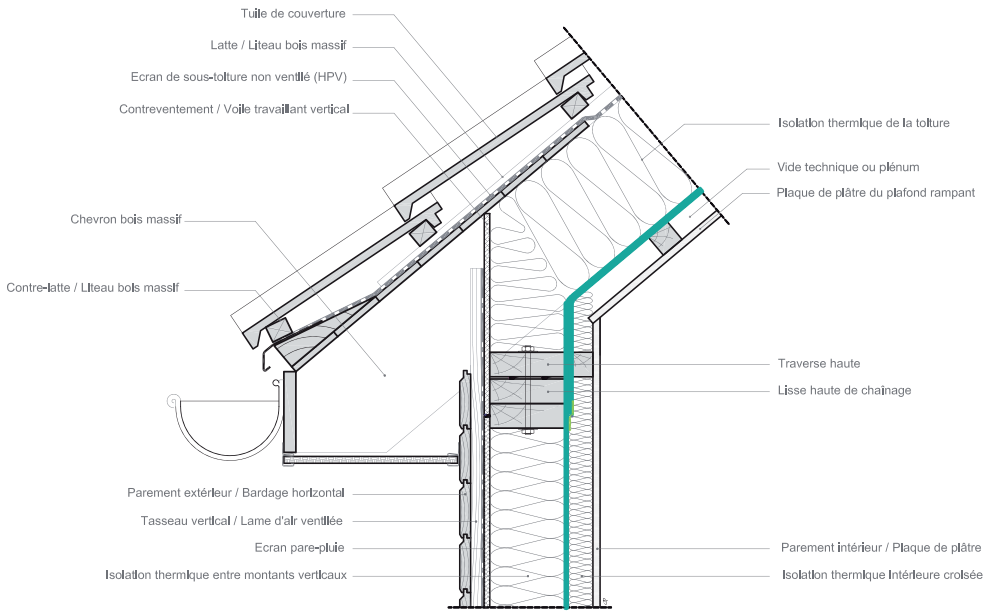 Tuile de couverture
Latte / Liteau bois massif
Ecran de sous-toiture non ventilé (HPV)
Contreventement / Voile travaillant vertical
Chevron bois massif
Contre-latte / Liteau bois massif
Parement extérieur / Bardage horizontal
Tasseau vertical / Lame d'air ventilée
Ecran pare-pluie
Isolation thermique entre montants verticaux
Isolation thermique de la toiture
Vide technique ou plénum
Plaque de plâtre du plafond rampant
Traverse haute
Lisse haute de chaînage
Parement intérieur / Plaque de plâtre
Isolation thermique Intérieure croisée